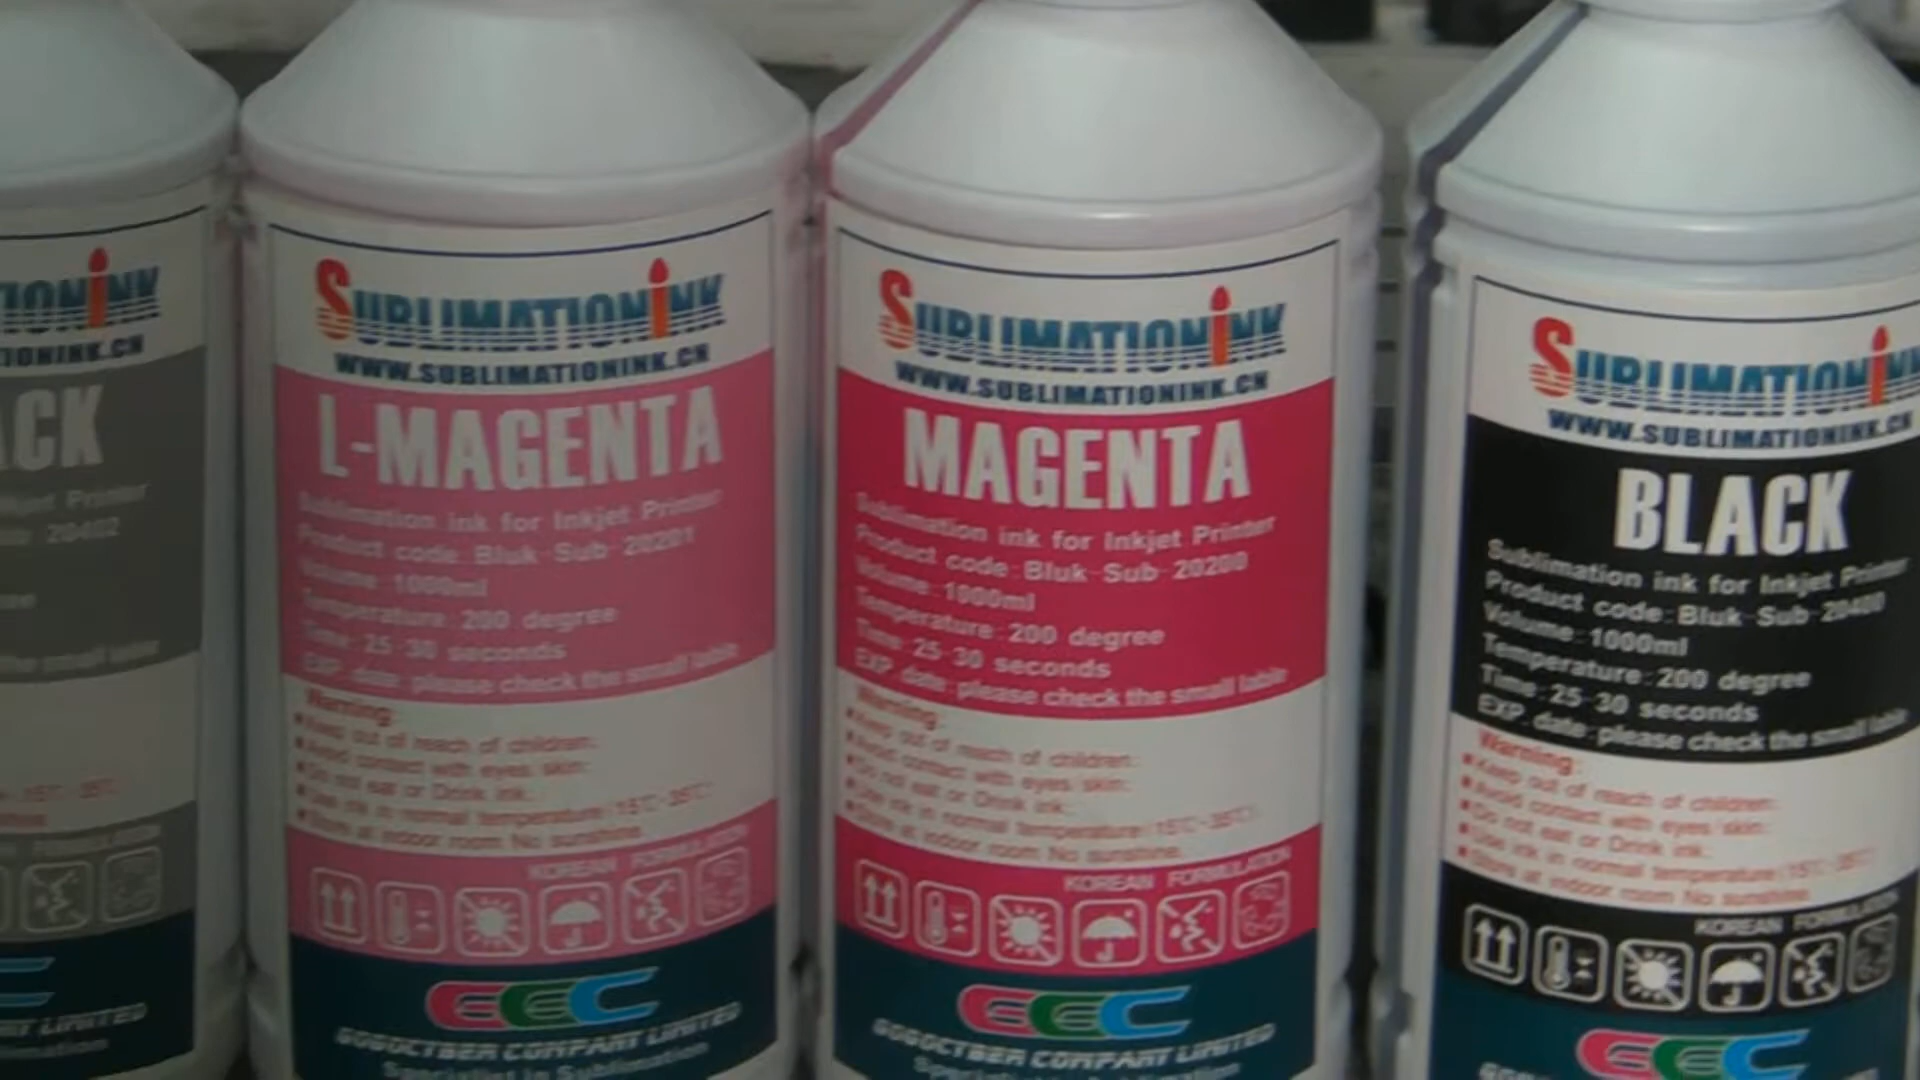 IONINK
IONINK.CN
ACK
Inkjet Printer
20402
SUBLIMATIONINK
WWW.SUBLIMATIONINK.CN
L-MAGENTA
Sublimation ink for Inkjet Printer
Product code: Bluk-Sub-20201
Volume: 1000ml
Temperature: 200 degree
Time: 25-30 seconds
EXP. date: please check the small lable
Warning:
Keep out of reach of children;
Avoid contact with eyes/skin;
Do not eat or Drink ink;
Use ink in normal temperature(15℃-35℃)
Store at indoor room No sunshine.
KOREAN FORMULATION
EEC
GOGOCYBER COMPANY LIMITED
Specialist in Sublimation
SUBLIMATIONINK
WWW.SUBLIMATIONINK.CN
MAGENTA
Sublimation ink for Inkjet Printer
Product code: Bluk-Sub-20200
Volume: 1000ml
Temperature: 200 degree
Time: 25-30 seconds
EXP. date: please check the small lable
Warning:
Keep out of reach of children;
Avoid contact with eyes/skin;
Do not eat or Drink ink;
Use ink in normal temperature(15℃-35℃)
Store at indoor room No sunshine.
KOREAN FORMULATION
EEC
GOGOCYBER COMPANY LIMITED
SUBLIMATIONINK
WWW.SUBLIMATIONINK.CN
BLACK
Sublimation ink for Inkjet Printer
Product code: Bluk-Sub-20400
Volume: 1000ml
Temperature: 200 degree
Time: 25-30 seconds
EXP. date: please check the small lable
Warning:
Keep out of reach of children;
Avoid contact with eyes/skin;
Do not eat or Drink ink;
Use ink in normal temperature(15℃-35℃)
Store at indoor room No sunshine.
KOREAN FORMULATION
EEC